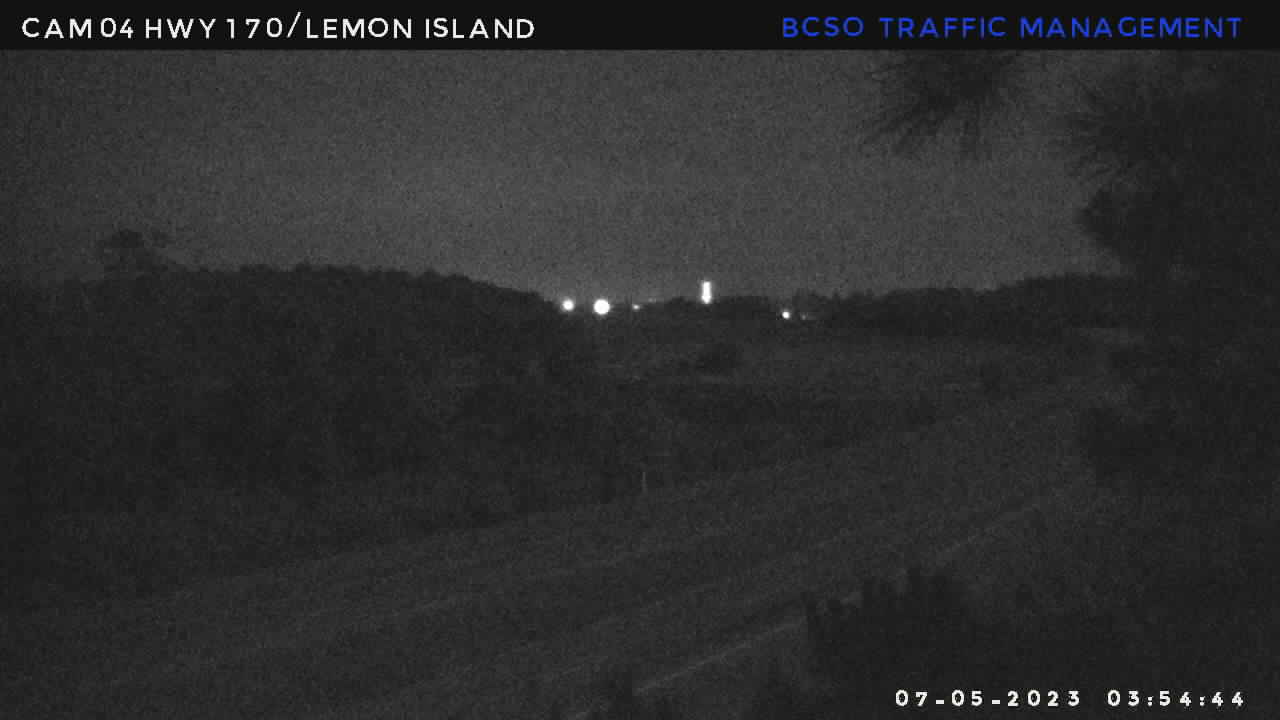 CAM04 HWY 170/LEMON ISLAND
BCSO TRAFFIC MANAGEMENT
07-05-2023 03:54:44